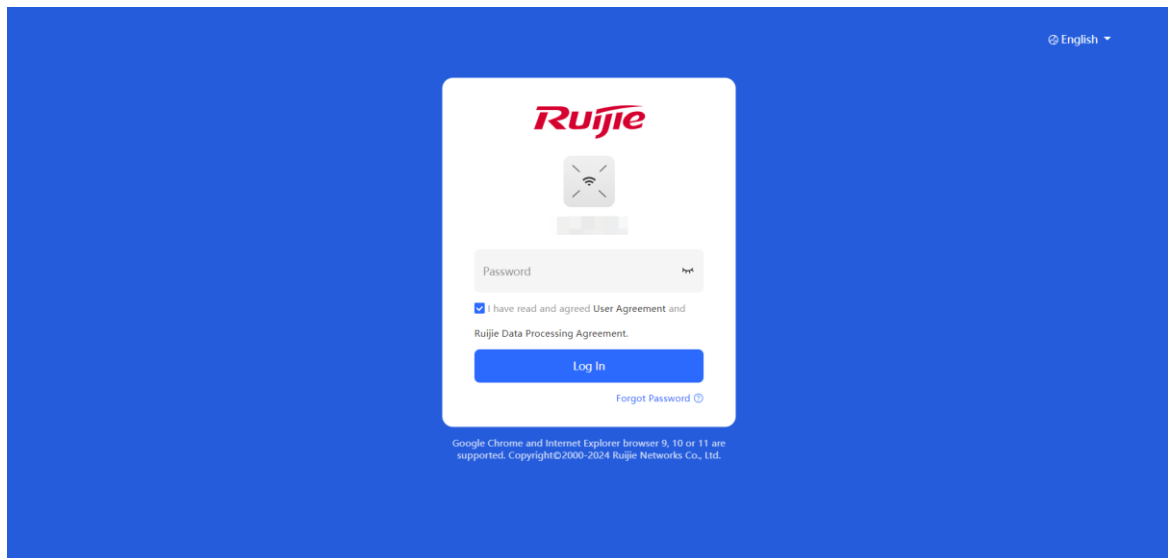 English
Ruijie
Password
I have read and agreed User Agreement and
Ruijie Data Processing Agreement.
Log In
Forgot Password
Google Chrome and Internet Explorer browser 9, 10 or 11 are
supported. Copyright©2000-2024 Ruijie Networks Co., Ltd.